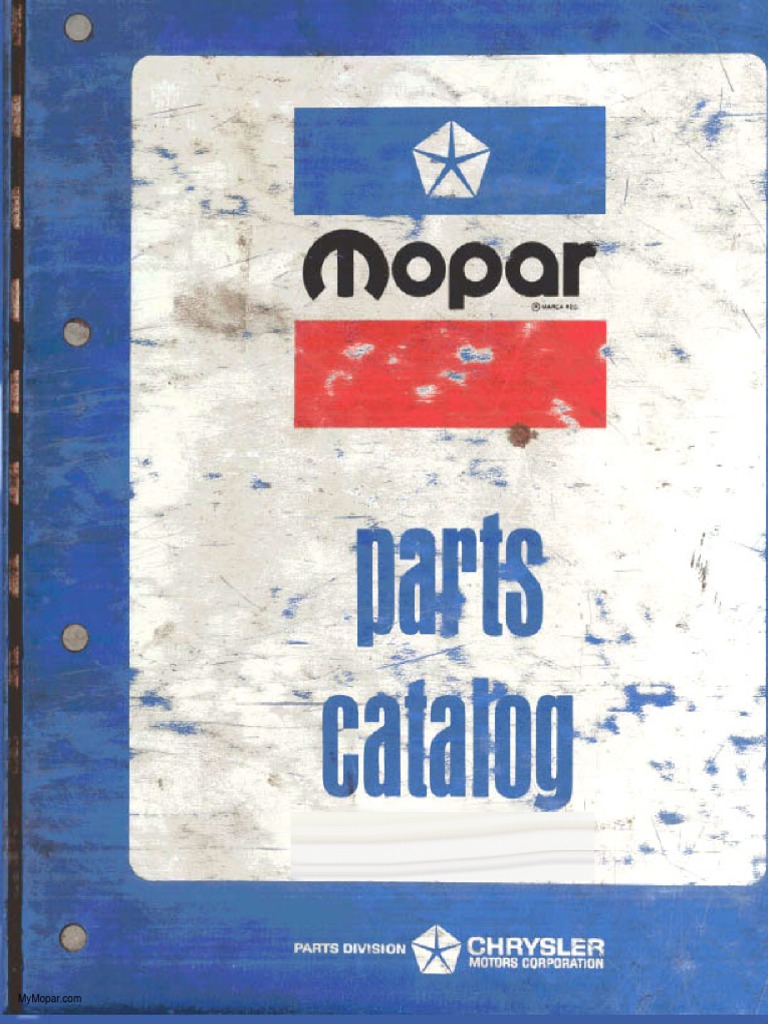 Mopar
® MARCA REG.
parts
catalog
PARTS DIVISION CHRYSLER
MOTORS CORPORATION
MyMopar.com